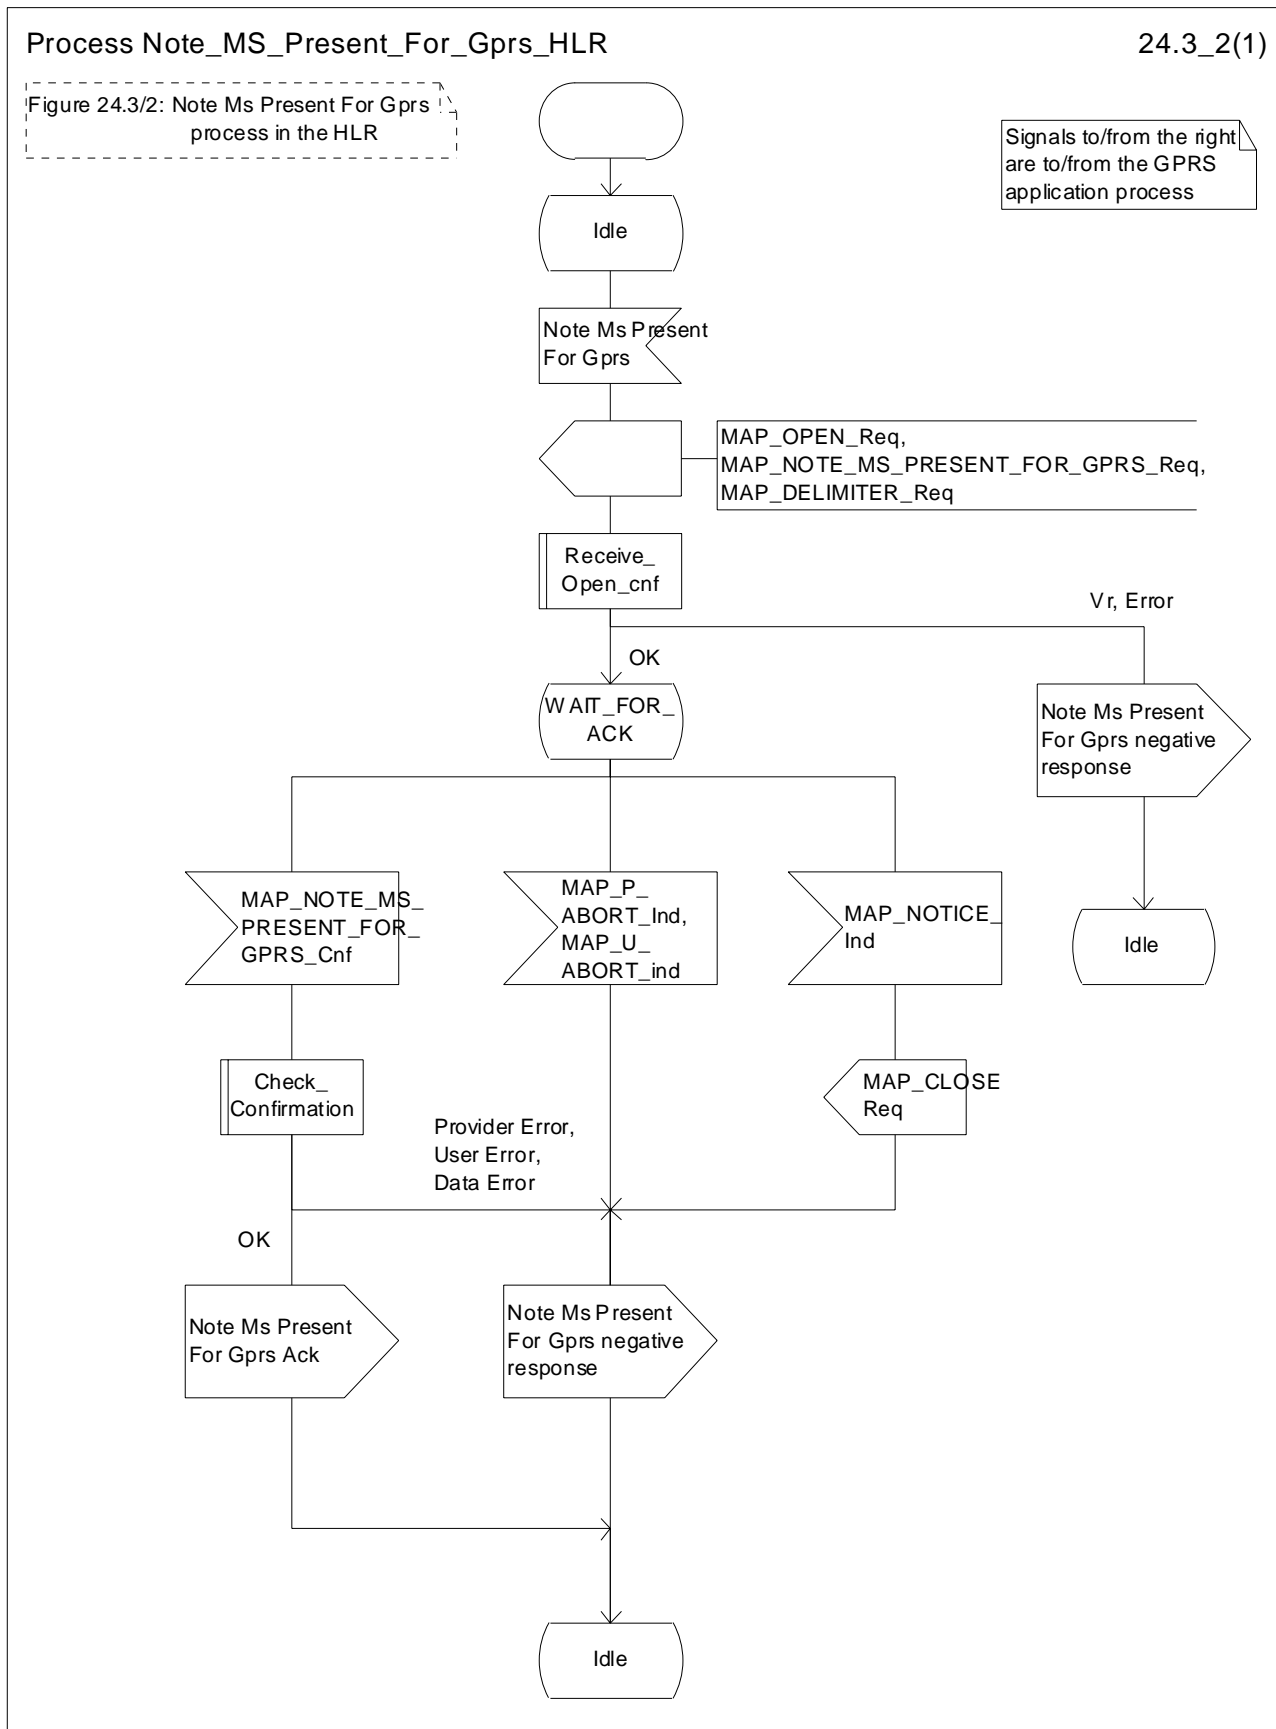 Process Note_MS_Present_For_Gprs_HLR
24.3_2(1)
Figure 24.3/2: Note Ms Present For Gprs
process in the HLR
Signals to/from the right
are to/from the GPRS
application process
Idle
Note Ms Present
For Gprs
MAP_OPEN_Req,
MAP_NOTE_MS_PRESENT_FOR_GPRS_Req,
MAP_DELIMITER_Req
Receive_
Open_cnf
Vr, Error
OK
WAIT_FOR_
ACK
Note Ms Present
For Gprs negative
response
MAP_NOTE_MS_
PRESENT_FOR_
GPRS_Cnf
MAP_P_
ABORT_Ind,
MAP_U_
ABORT_ind
MAP_NOTICE_
Ind
Idle
Check_
Confirmation
MAP_CLOSE
Req
Provider Error,
User Error,
Data Error
OK
Note Ms Present
For Gprs Ack
Note Ms Present
For Gprs negative
response
Idle